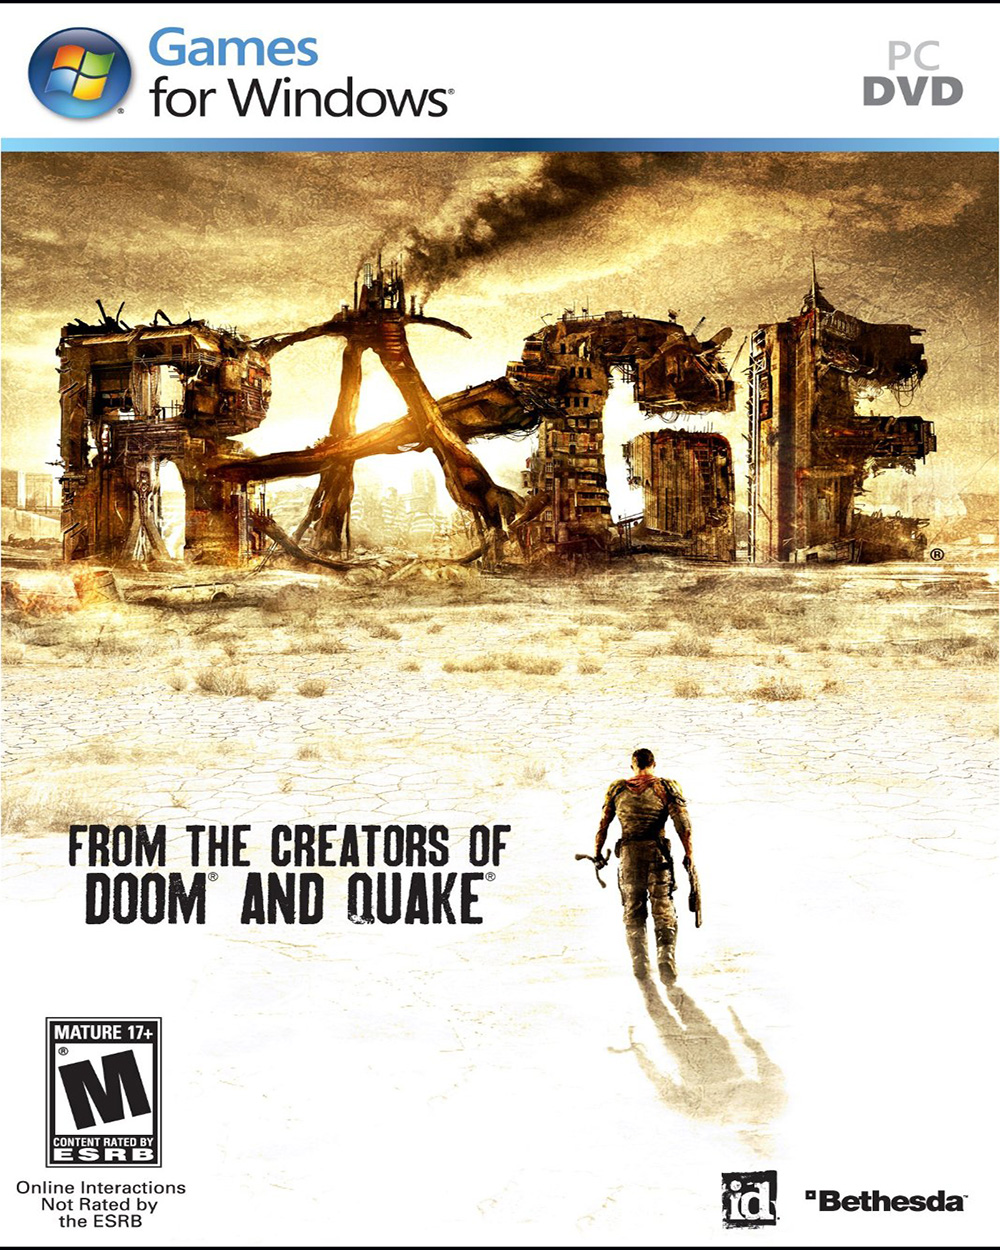 Games
for Windows®
PC
DVD
RAGE®
FROM THE CREATORS OF
DOOM® AND QUAKE®
MATURE 17+
®
M
CONTENT RATED BY
ESRB
Online Interactions
Not Rated by
the ESRB
id
Bethesda™